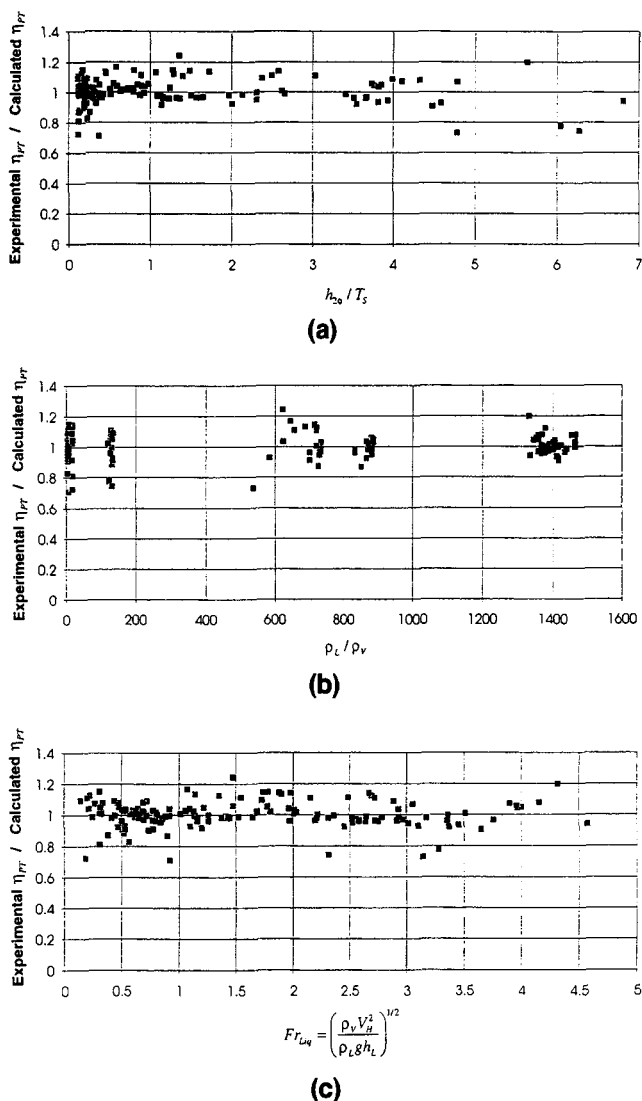 Experimental η_PT / Calculated η_PT
1.4
1.2
1
0.8
0.6
0.4
0.2
0
0 1 2 3 4 5 6 7
h_2φ / T_S
(a)
Experimental η_PT / Calculated η_PT
1.4
1.2
1
0.8
0.6
0.4
0.2
0
0 200 400 600 800 1000 1200 1400 1600
ρ_L / ρ_V
(b)
Experimental η_PT / Calculated η_PT
1.4
1.2
1
0.8
0.6
0.4
0.2
0
0 0.5 1 1.5 2 2.5 3 3.5 4 4.5 5
Fr_Liq = (ρ_V V_H^2 / ρ_L g h_L)^1/2
(c)